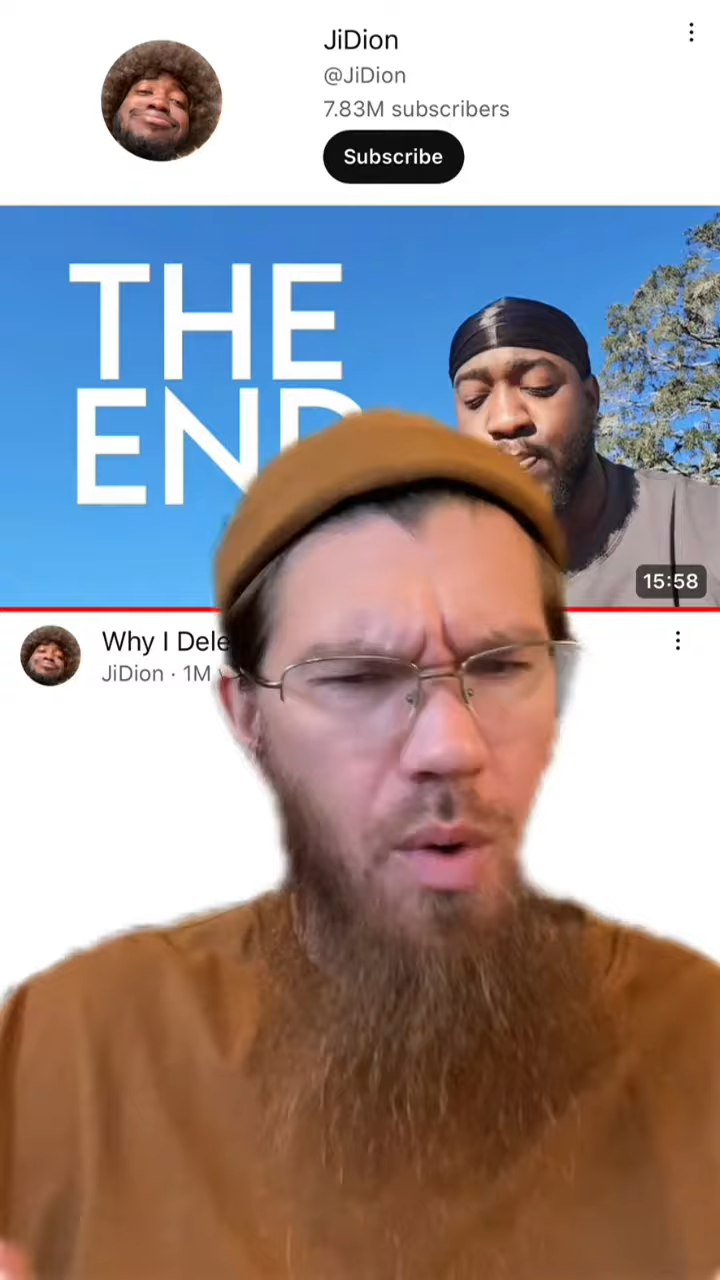 JiDion
@JiDion
7.83M subscribers
Subscribe
THE
END
15:58
Why I Dele
JiDion · 1M